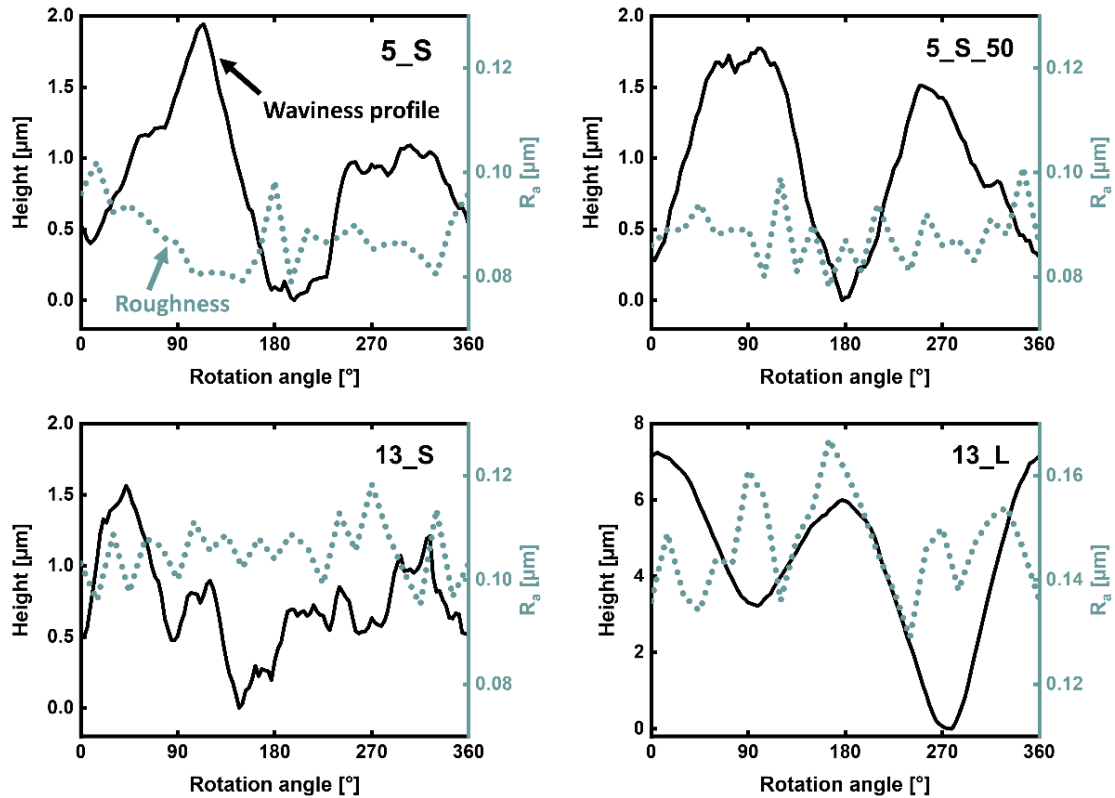 5_S
Waviness profile
Roughness
2.0
1.5
1.0
0.5
0.0
Height [µm]
0.12
0.10
0.08
Rₐ [µm]
0
90
180
270
360
Rotation angle [°]
5_S_50
2.0
1.5
1.0
0.5
0.0
Height [µm]
0.12
0.10
0.08
Rₐ [µm]
0
90
180
270
360
Rotation angle [°]
13_S
2.0
1.5
1.0
0.5
0.0
Height [µm]
0.12
0.10
0.08
Rₐ [µm]
0
90
180
270
360
Rotation angle [°]
13_L
8
6
4
2
0
Height [µm]
0.16
0.14
0.12
Rₐ [µm]
0
90
180
270
360
Rotation angle [°]